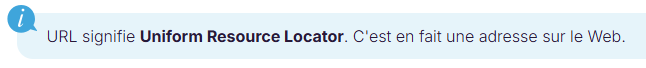 URL signifie Uniform Resource Locator. C'est en fait une adresse sur le Web.